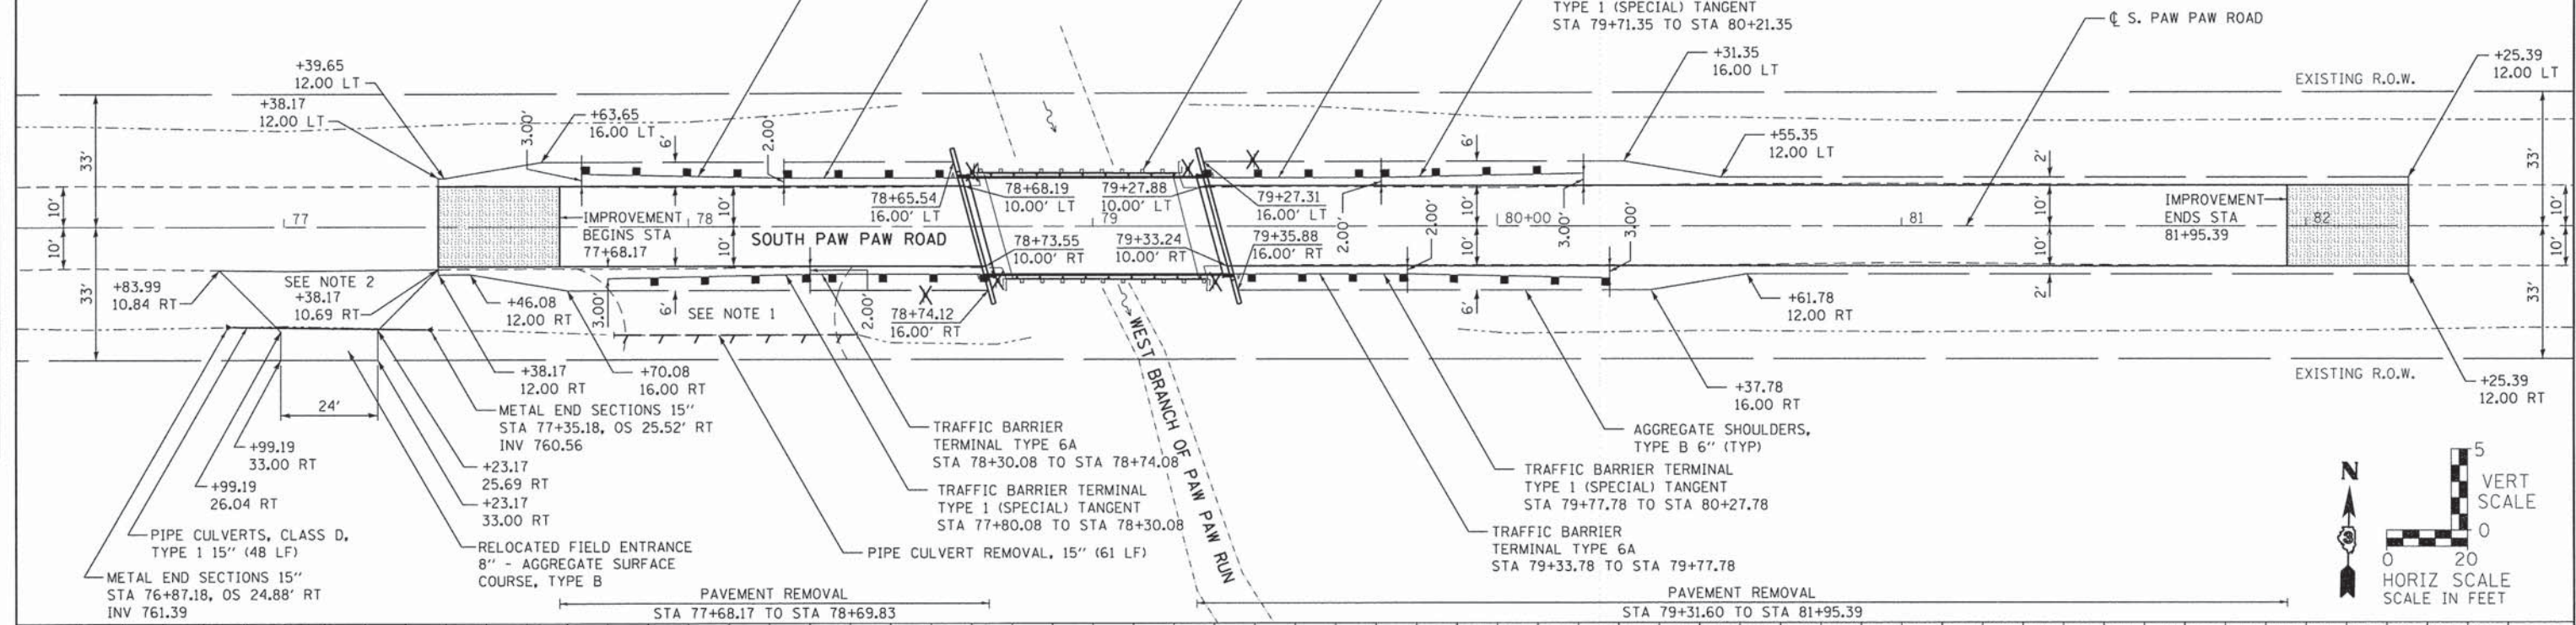 TYPE 1 (SPECIAL) TANGENT
STA 79+71.35 TO STA 80+21.35
℄ S. PAW PAW ROAD
+39.65
12.00 LT
+38.17
12.00 LT
+63.65
16.00 LT
3.00'
6'
2.00'
+31.35
16.00 LT
+55.35
12.00 LT
EXISTING R.O.W.
+25.39
12.00 LT
6'
2'
33'
33'
10'
10'
77
IMPROVEMENT
BEGINS STA
77+68.17
78
10'
10'
SOUTH PAW PAW ROAD
78+65.54
16.00' LT
78+68.19
10.00' LT
79+27.88
10.00' LT
79
78+73.55
10.00' RT
79+33.24
10.00' RT
79+27.31
16.00' LT
79+35.88
16.00' RT
2.00'
2.00'
10'
10'
80+00
3.00'
3.00'
81
10'
10'
IMPROVEMENT
ENDS STA
81+95.39
82
10'
10'
33'
33'
+83.99
10.84 RT
SEE NOTE 2
+38.17
10.69 RT
+46.08
12.00 RT
3.00'
6'
SEE NOTE 1
2.00'
78+74.12
16.00' RT
6'
2'
+61.78
12.00 RT
+38.17
12.00 RT
+70.08
16.00 RT
+37.78
16.00 RT
EXISTING R.O.W.
+25.39
12.00 RT
24'
METAL END SECTIONS 15"
STA 77+35.18, OS 25.52' RT
INV 760.56
+99.19
33.00 RT
+99.19
26.04 RT
+23.17
25.69 RT
+23.17
33.00 RT
TRAFFIC BARRIER
TERMINAL TYPE 6A
STA 78+30.08 TO STA 78+74.08
TRAFFIC BARRIER TERMINAL
TYPE 1 (SPECIAL) TANGENT
STA 77+80.08 TO STA 78+30.08
WEST BRANCH OF PAW PAW RUN
AGGREGATE SHOULDERS,
TYPE B 6" (TYP)
TRAFFIC BARRIER TERMINAL
TYPE 1 (SPECIAL) TANGENT
STA 79+77.78 TO STA 80+27.78
TRAFFIC BARRIER
TERMINAL TYPE 6A
STA 79+33.78 TO STA 79+77.78
PIPE CULVERTS, CLASS D,
TYPE 1 15" (48 LF)
RELOCATED FIELD ENTRANCE
8" - AGGREGATE SURFACE
COURSE, TYPE B
PIPE CULVERT REMOVAL, 15" (61 LF)
METAL END SECTIONS 15"
STA 76+87.18, OS 24.88' RT
INV 761.39
PAVEMENT REMOVAL
STA 77+68.17 TO STA 78+69.83
PAVEMENT REMOVAL
STA 79+31.60 TO STA 81+95.39
N
3
5
VERT
SCALE
0
0 20
HORIZ SCALE
SCALE IN FEET